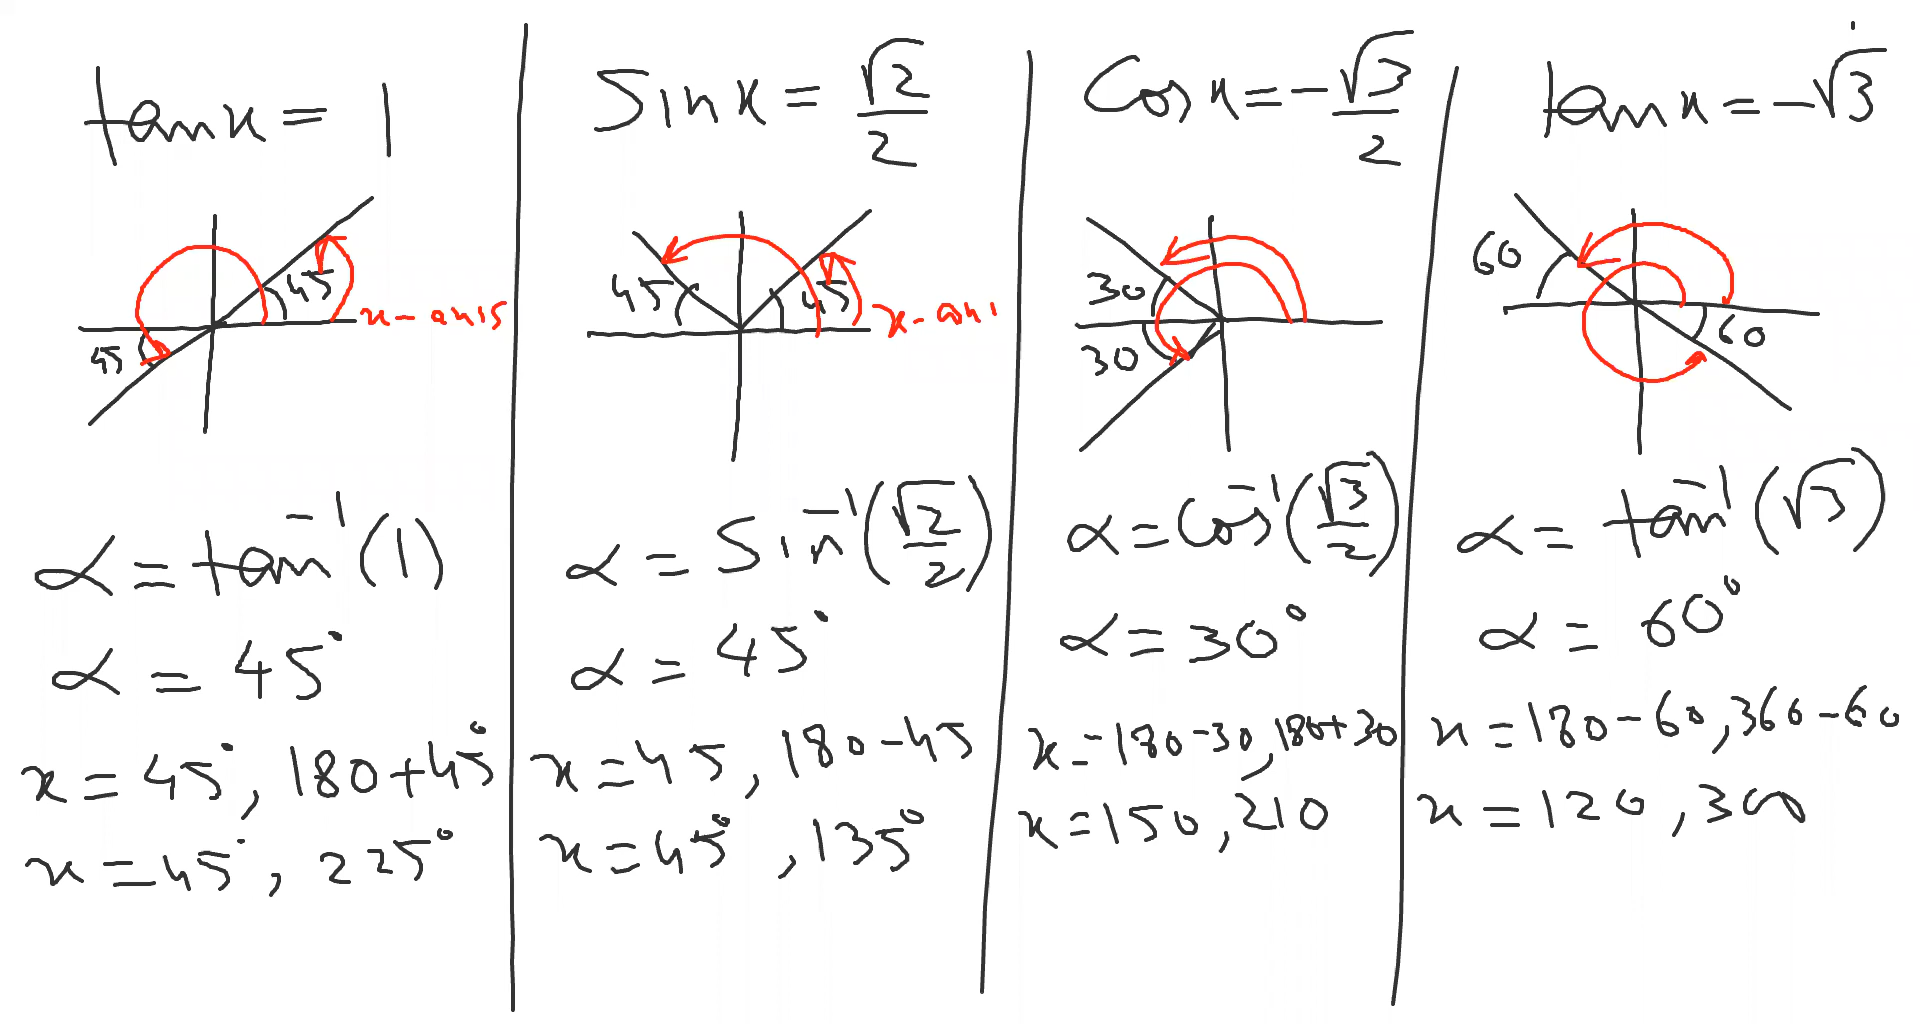 tan x = 1
45
x-axis
45
α = tan⁻¹(1)
α = 45°
x = 45°, 180+45°
x = 45°, 225°
Sin x = √2/2
45
45
x-axi
α = Sin⁻¹(√2/2)
α = 45°
x = 45, 180-45
x = 45°, 135°
Cos x = -√3/2
30
30
α = Cos⁻¹(√3/2)
α = 30°
x = 180-30, 180+30
x = 150, 210
tan x = -√3
60
60
α = tan⁻¹(√3)
α = 60°
x = 180-60, 360-60
x = 120, 300